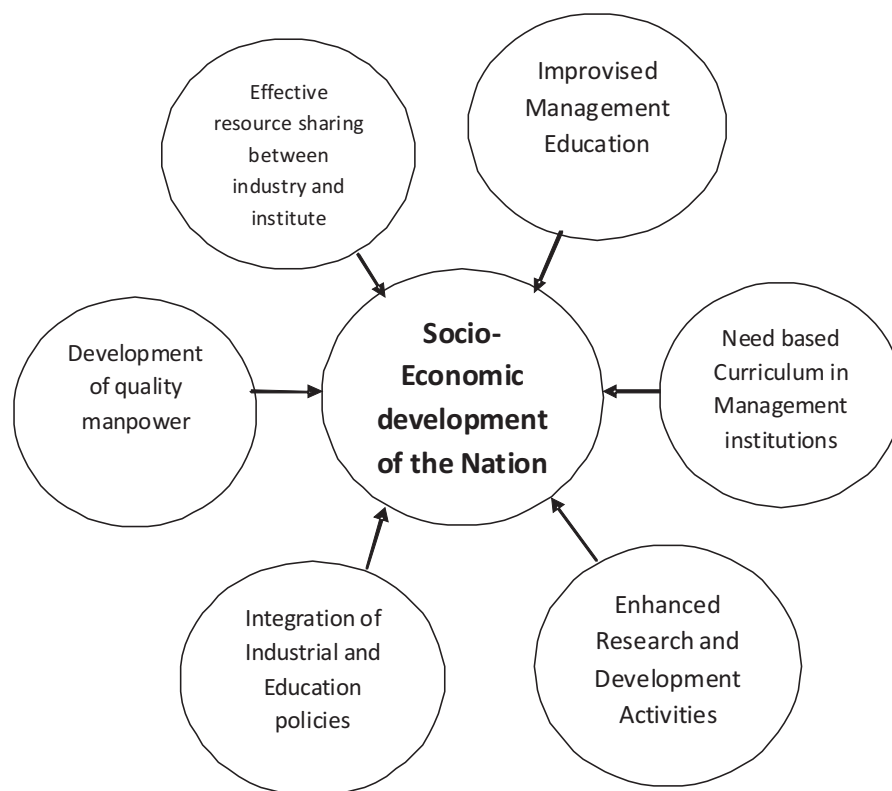 Effective
resource sharing
between
industry and
institute
Improvised
Management
Education
Development
of quality
manpower
Socio-
Economic
development
of the Nation
Need based
Curriculum in
Management
institutions
Integration of
Industrial and
Education
policies
Enhanced
Research and
Development
Activities